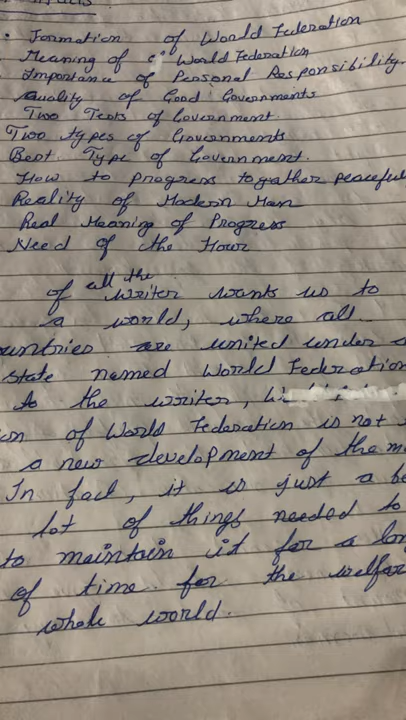 Formation of World Federation
Meaning of World Federation
Importance of Personal Responsibility.
Quality of Good Governments
Two Tests of Government
Two types of Governments
Best Type of Government.
How to progress togather peaceful
Reality of Modern Man
Real Meaning of Progress
Need of the Hour
all the
of writer wants us to
a world, where all
untries are united under a
state named World Federation
to the writer,
of World Federation is not
a new development of the
In fact, it is just a be
lot of things needed to
to maintain it for a lon
of time for the welfar
whole world.